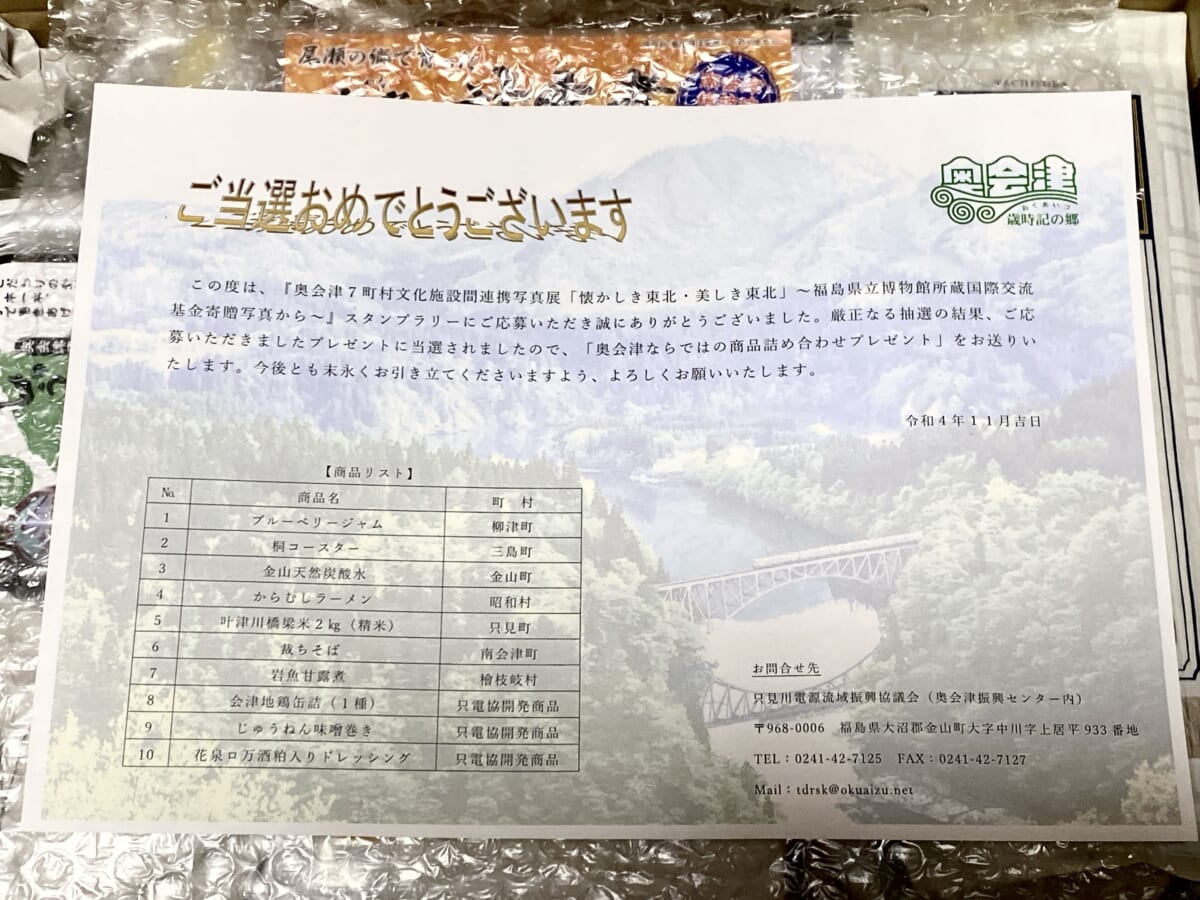 尾瀬の郷で
奥会津
おくあいづ
歳時記の郷
ご当選おめでとうございます
この度は、『奥会津７町村文化施設間連携写真展「懐かしき東北・美しき東北」～福島県立博物館所蔵国際交流
基金寄贈写真から～』スタンプラリーにご応募いただき誠にありがとうございました。厳正なる抽選の結果、ご応
募いただきましたプレゼントに当選されましたので、「奥会津ならではの商品詰め合わせプレゼント」をお送りい
たします。今後とも末永くお引き立てくださいますよう、よろしくお願いいたします。
令和４年１１月吉日
【商品リスト】
№ 商品名 町 村
1 ブルーベリージャム 柳津町
2 桐コースター 三島町
3 金山天然炭酸水 金山町
4 からむしラーメン 昭和村
5 叶津川橋梁米２㎏（精米） 只見町
6 裁ちそば 南会津町
7 岩魚甘露煮 檜枝岐村
8 会津地鶏缶詰（１種） 只電協開発商品
9 じゅうねん味噌巻き 只電協開発商品
10 花泉ロ万酒粕入りドレッシング 只電協開発商品
お問合せ先
只見川電源流域振興協議会（奥会津振興センター内）
〒968-0006 福島県大沼郡金山町大字中川字上居平 933 番地
TEL：0241-42-7125 FAX：0241-42-7127
Mail：tdrsk@okuaizu.net